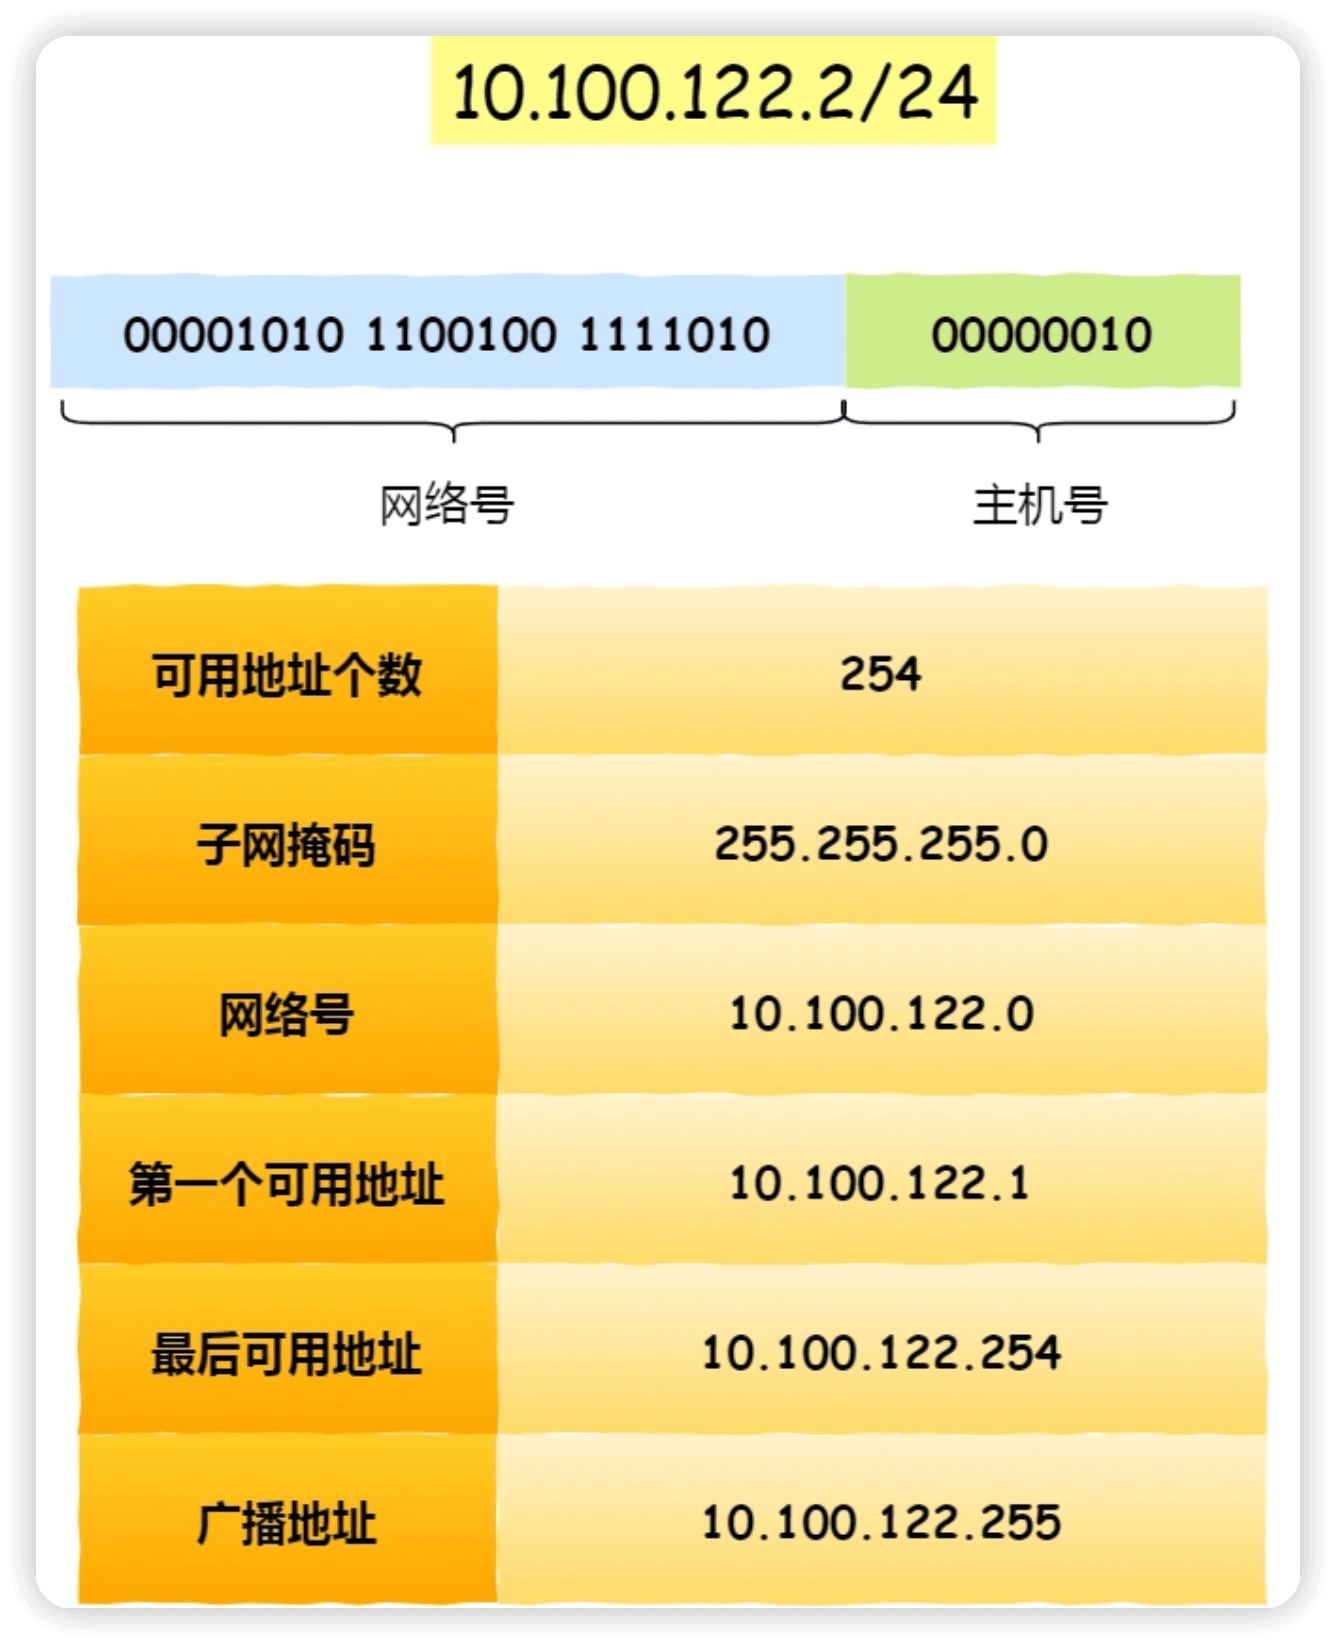 10.100.122.2/24
00001010 1100100 1111010 00000010
网络号 主机号
可用地址个数 254
子网掩码 255.255.255.0
网络号 10.100.122.0
第一个可用地址 10.100.122.1
最后可用地址 10.100.122.254
广播地址 10.100.122.255